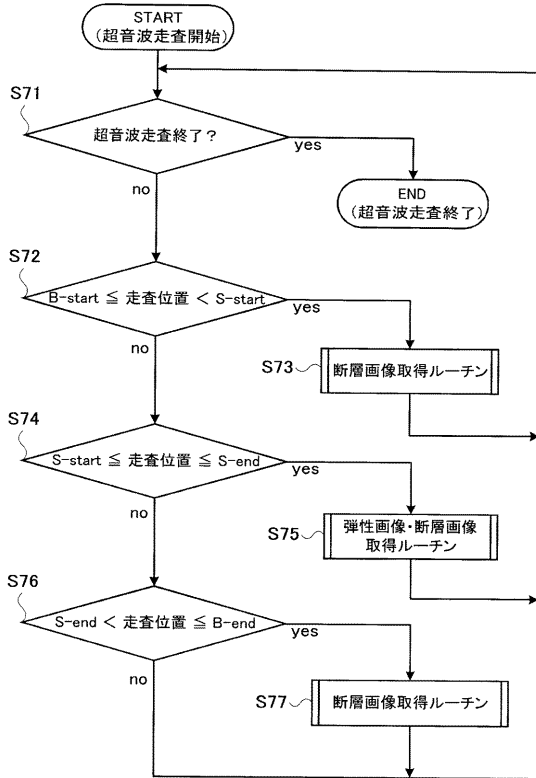 START
(超音波走査開始)
S71
超音波走査終了?
yes
no
END
(超音波走査終了)
S72
B-start ≦ 走査位置 < S-start
yes
no
S73
断層画像取得ルーチン
S74
S-start ≦ 走査位置 ≦ S-end
yes
no
S75
弾性画像・断層画像
取得ルーチン
S76
S-end < 走査位置 ≦ B-end
yes
no
S77
断層画像取得ルーチン